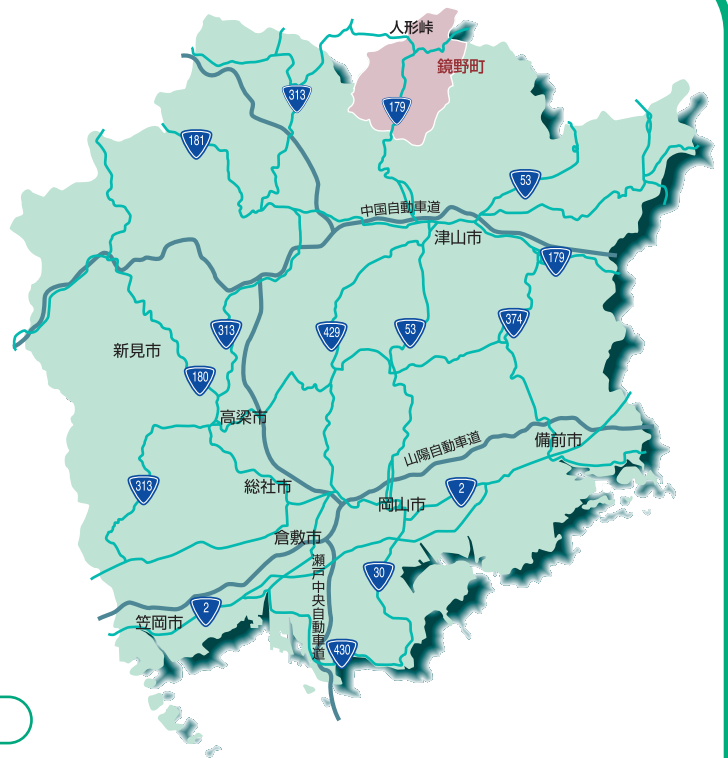 人形峠
鏡野町
313
179
181
53
中国自動車道
津山市
179
313
429
53
374
新見市
180
高梁市
山陽自動車道
備前市
313
総社市
2
岡山市
倉敷市
瀬戸中央自動車道
30
2
笠岡市
430